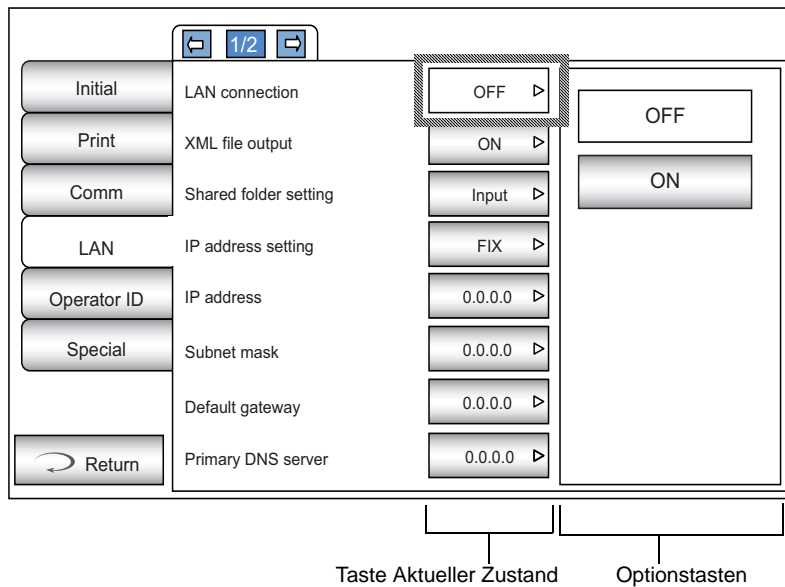 1/2
Initial
Print
Comm
LAN
Operator ID
Special
Return
LAN connection OFF
XML file output ON
Shared folder setting Input
IP address setting FIX
IP address 0.0.0.0
Subnet mask 0.0.0.0
Default gateway 0.0.0.0
Primary DNS server 0.0.0.0
OFF
ON
Taste Aktueller Zustand
Optionstasten